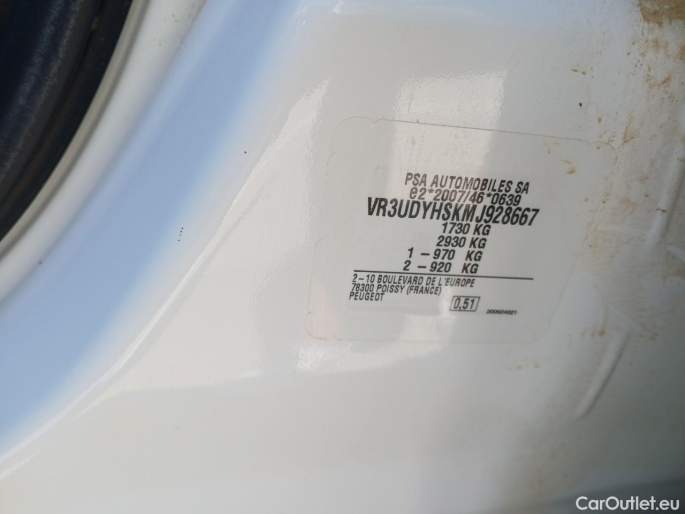 PSA AUTOMOBILES SA
e2*2007/46*0639
VR3UDYHSKMJ928667
1730 KG
2930 KG
1 - 970 KG
2 - 920 KG
2-10 BOULEVARD DE L'EUROPE
78300 POISSY (FRANCE)
PEUGEOT
0,51
CarOutlet.eu